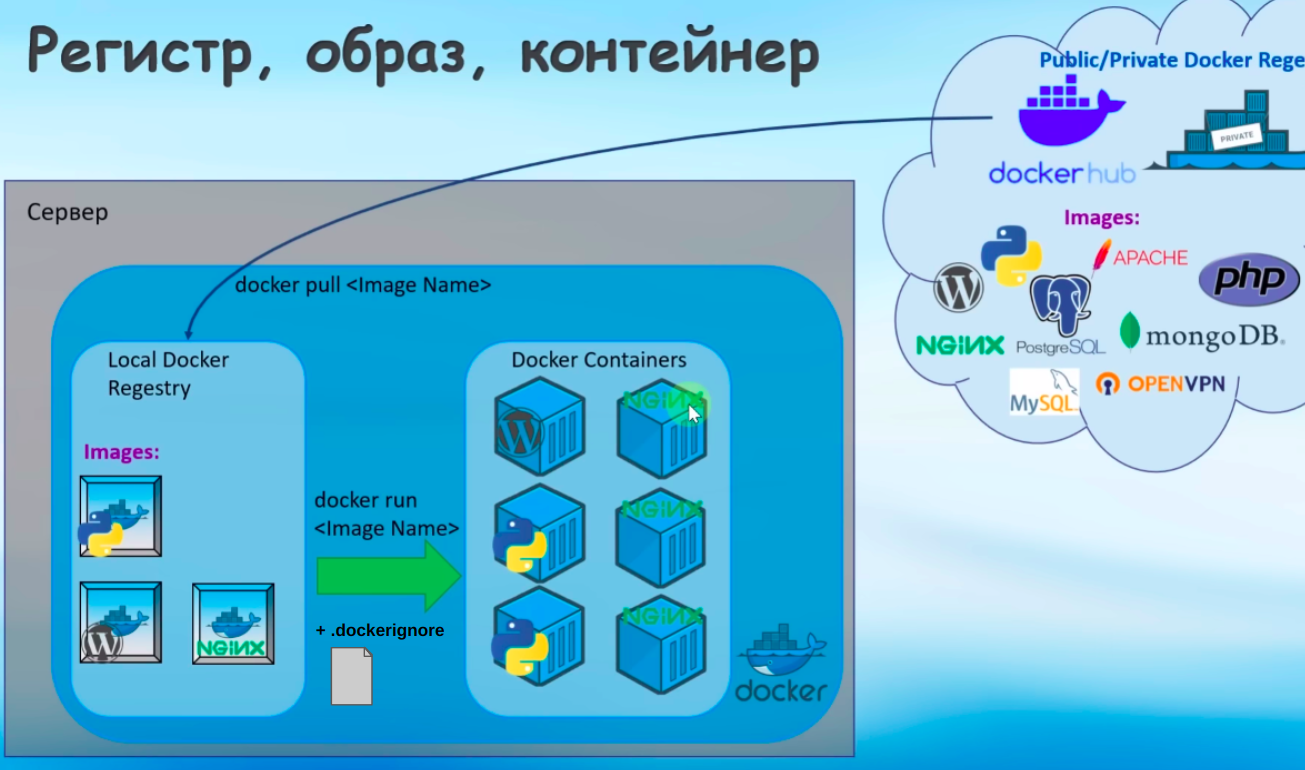 Регистр, образ, контейнер
Public/Private Docker Rege
PRIVATE
dockerhub
Images:
APACHE
php
W
NGiNX
PostgreSQL
mongoDB.
MySQL
OPENVPN
Сервер
docker pull <Image Name>
Local Docker
Regestry
Images:
W
NGiNX
docker run
<Image Name>
+ .dockerignore
Docker Containers
W
NGiNX
NGiNX
NGiNX
docker